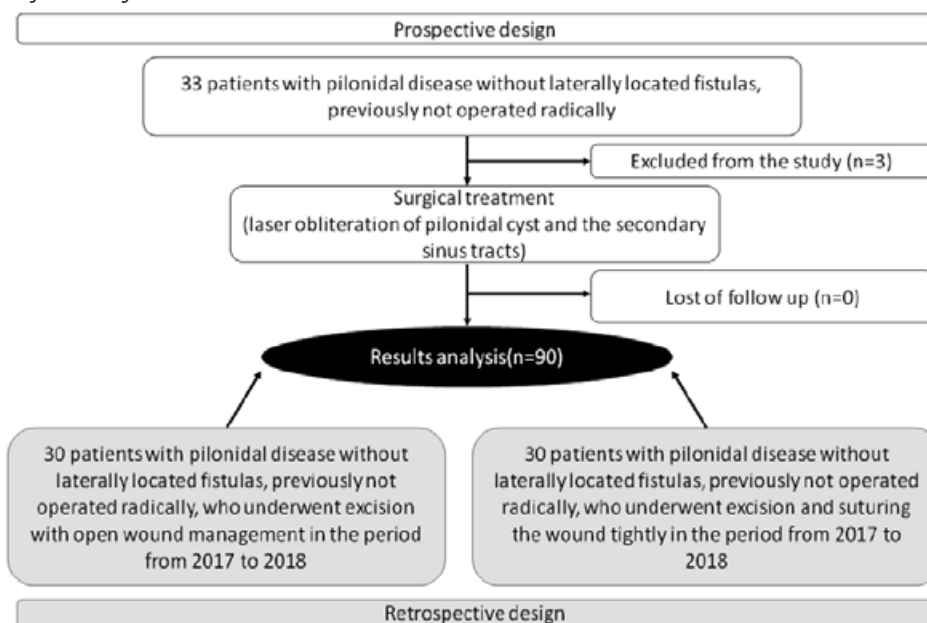 Prospective design
33 patients with pilonidal disease without laterally located fistulas,
previously not operated radically
Excluded from the study (n=3)
Surgical treatment
(laser obliteration of pilonidal cyst and the secondary
sinus tracts)
Lost of follow up (n=0)
Results analysis(n=90)
30 patients with pilonidal disease without
laterally located fistulas, previously not
operated radically, who underwent excision
with open wound management in the period
from 2017 to 2018
30 patients with pilonidal disease without
laterally located fistulas, previously not operated
radically, who underwent excision and suturing
the wound tightly in the period from 2017 to
2018
Retrospective design